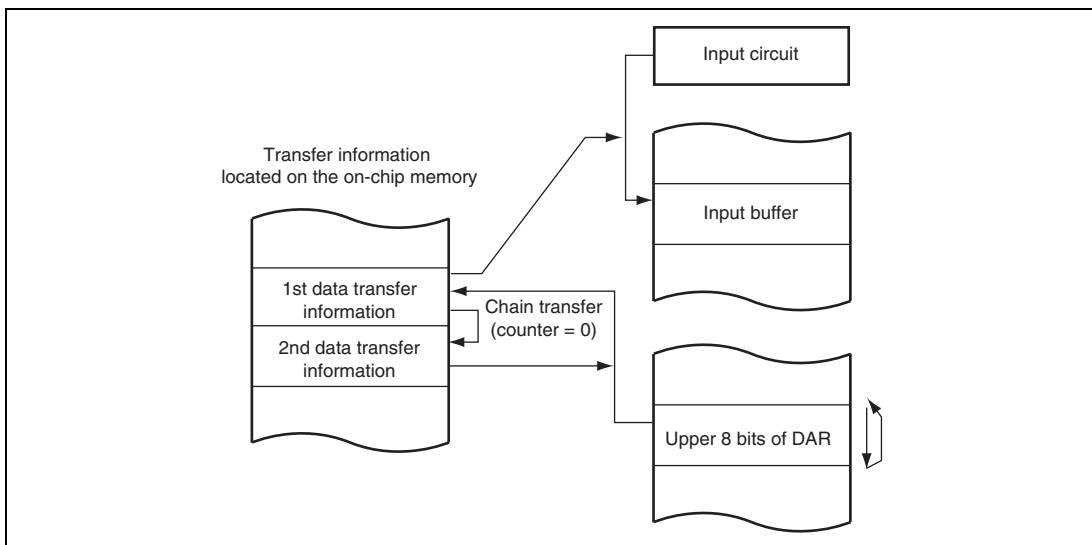 Input circuit
Transfer information
located on the on-chip memory
Input buffer
1st data transfer
information
Chain transfer
(counter = 0)
2nd data transfer
information
Upper 8 bits of DAR